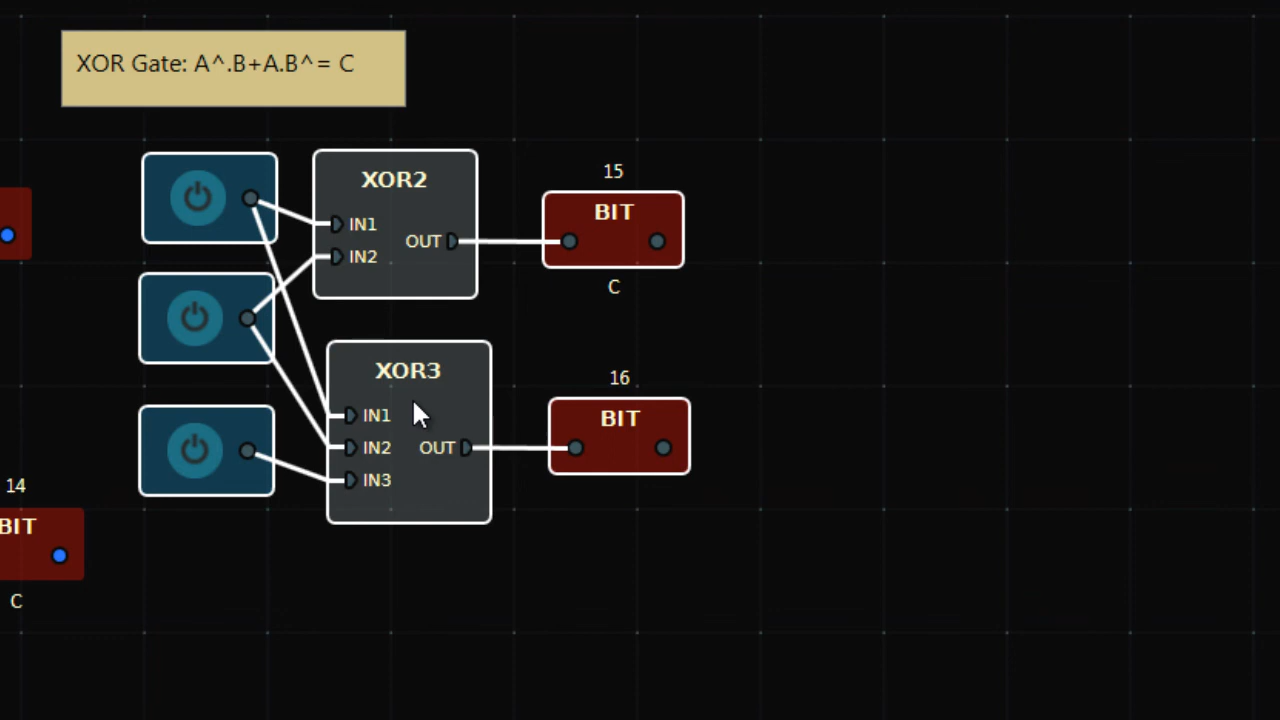 XOR Gate: A^.B+A.B^= C
XOR2
IN1
IN2
OUT
15
BIT
C
XOR3
IN1
IN2
IN3
OUT
16
BIT
14
BIT
C